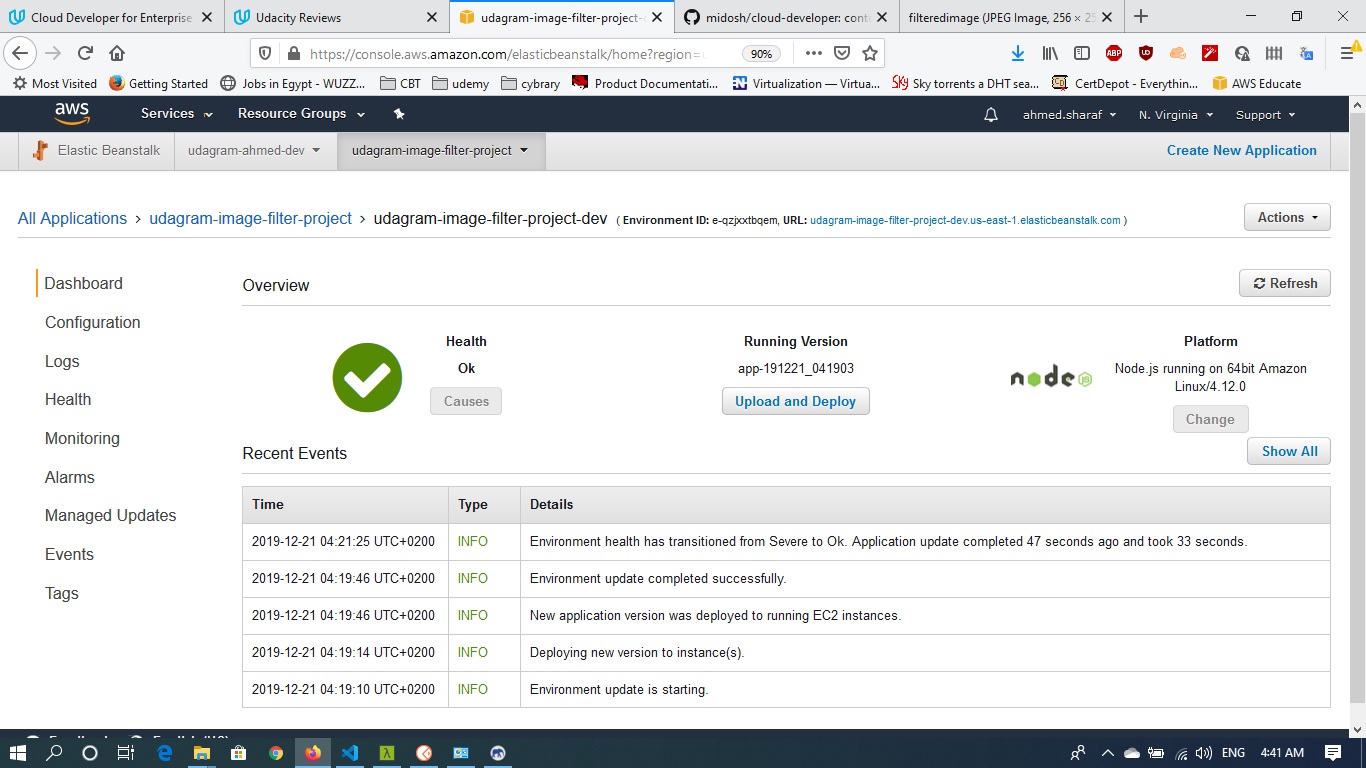 Cloud Developer for Enterprise
Udacity Reviews
udagram-image-filter-project-
midosh/cloud-developer: cont
filteredimage (JPEG Image, 256 × 25
https://console.aws.amazon.com/elasticbeanstalk/home?region=
90%
ABP
Most Visited
Getting Started
Jobs in Egypt - WUZZ...
CBT
udemy
cybrary
Product Documentati...
Virtualization — Virtua...
Sky torrents a DHT sea...
CertDepot - Everythin...
AWS Educate
aws
Services
Resource Groups
ahmed.sharaf
N. Virginia
Support
Elastic Beanstalk
udagram-ahmed-dev
udagram-image-filter-project
Create New Application
All Applications › udagram-image-filter-project › udagram-image-filter-project-dev ( Environment ID: e-qzjxxtbqem, URL: udagram-image-filter-project-dev.us-east-1.elasticbeanstalk.com )
Actions
Dashboard
Configuration
Logs
Health
Monitoring
Alarms
Managed Updates
Events
Tags
Overview
Refresh
Health
Ok
Causes
Running Version
app-191221_041903
Upload and Deploy
node
JS
Platform
Node.js running on 64bit Amazon
Linux/4.12.0
Change
Recent Events
Show All
Time Type Details
2019-12-21 04:21:25 UTC+0200 INFO Environment health has transitioned from Severe to Ok. Application update completed 47 seconds ago and took 33 seconds.
2019-12-21 04:19:46 UTC+0200 INFO Environment update completed successfully.
2019-12-21 04:19:46 UTC+0200 INFO New application version was deployed to running EC2 instances.
2019-12-21 04:19:14 UTC+0200 INFO Deploying new version to instance(s).
2019-12-21 04:19:10 UTC+0200 INFO Environment update is starting.
ENG
4:41 AM